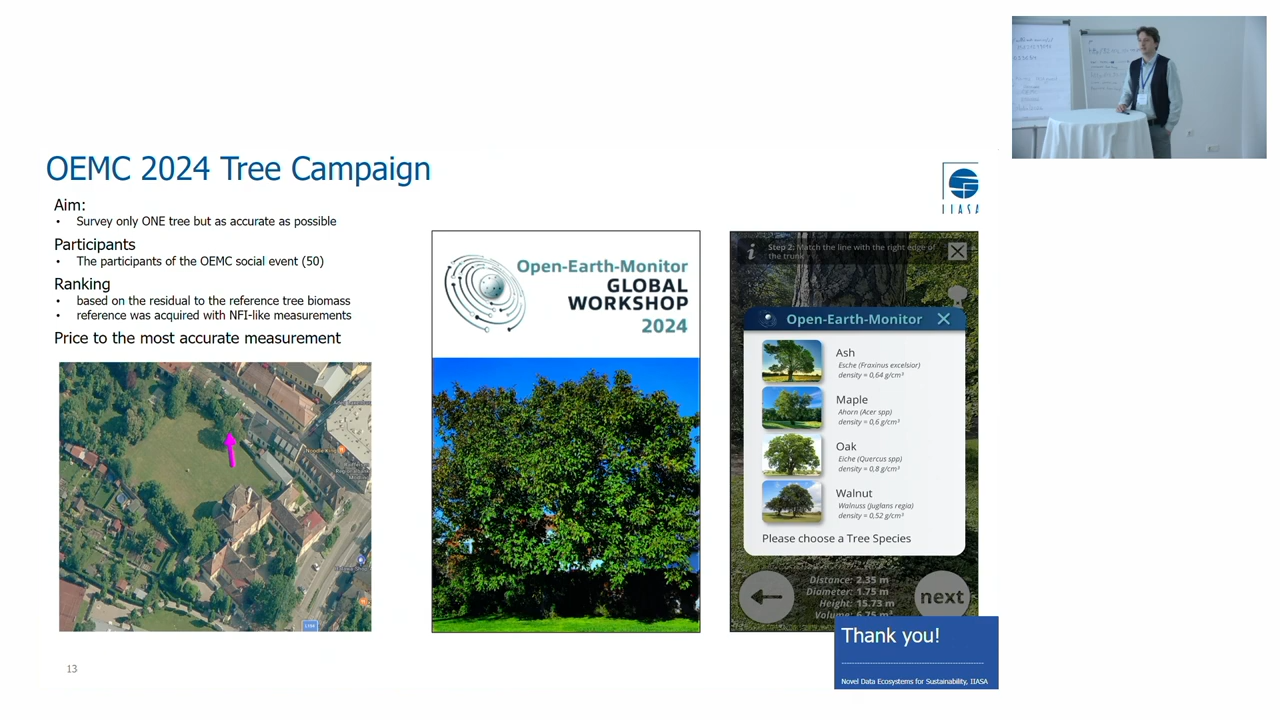 OEMC 2024 Tree Campaign
IIASA
Aim:
• Survey only ONE tree but as accurate as possible
Participants
• The participants of the OEMC social event (50)
Ranking
• based on the residual to the reference tree biomass
• reference was acquired with NFI-like measurements
Price to the most accurate measurement
Open-Earth-Monitor
GLOBAL
WORKSHOP
2024
i
Step 2: Match the line with the right edge of
the trunk
Open-Earth-Monitor
Ash
Esche (Fraxinus excelsior)
density = 0,64 g/cm³
Maple
Ahorn (Acer spp)
density = 0,6 g/cm³
Oak
Eiche (Quercus spp)
density = 0,8 g/cm³
Walnut
Walnuss (Juglans regia)
density = 0,52 g/cm³
Please choose a Tree Species
Distance: 2.35 m
Diameter: 1.75 m
Height: 15.73 m
Volume: 6.75 m³
next
Thank you!
Novel Data Ecosystems for Sustainability, IIASA
13